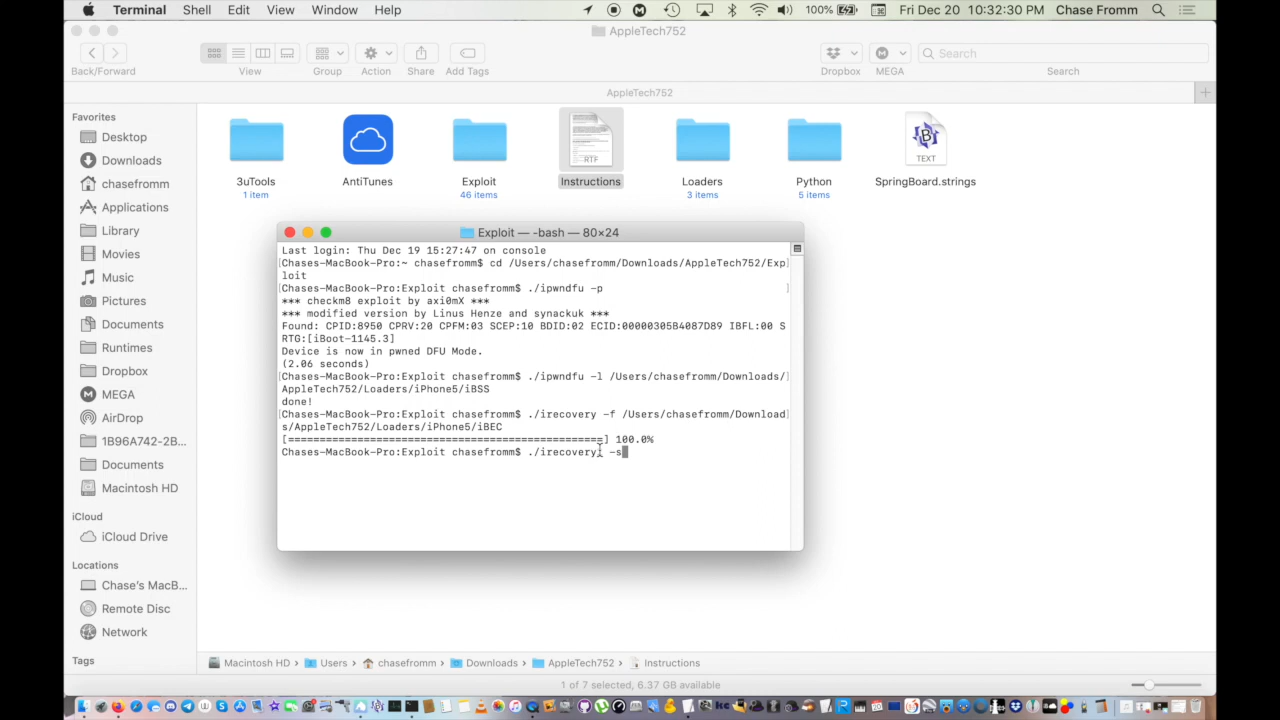 Terminal Shell Edit View Window Help 100% Fri Dec 20 10:32:30 PM Chase Fromm
AppleTech752
Back/Forward View Group Action Share Add Tags Dropbox MEGA Search
Search
AppleTech752
Favorites
Desktop
Downloads
chasefromm
Applications
Library
Movies
Music
Pictures
Documents
Runtimes
Dropbox
MEGA
AirDrop
1B96A742-2B...
Documents
Macintosh HD
iCloud
iCloud Drive
Locations
Chase's MacB...
Remote Disc
Network
Tags
RTF
TEXT
3uTools AntiTunes Exploit Instructions Loaders Python SpringBoard.strings
1 item 46 items 3 items 5 items
Exploit — -bash — 80×24
Last login: Thu Dec 19 15:27:47 on console
[Chases-MacBook-Pro:~ chasefromm$ cd /Users/chasefromm/Downloads/AppleTech752/Exp]
loit
[Chases-MacBook-Pro:Exploit chasefromm$ ./ipwndfu -p ]
*** checkm8 exploit by axi0mX ***
*** modified version by Linus Henze and synackuk ***
Found: CPID:8950 CPRV:20 CPFM:03 SCEP:10 BDID:02 ECID:00000305B4087D89 IBFL:00 S
RTG:[iBoot-1145.3]
Device is now in pwned DFU Mode.
(2.06 seconds)
[Chases-MacBook-Pro:Exploit chasefromm$ ./ipwndfu -l /Users/chasefromm/Downloads/]
AppleTech752/Loaders/iPhone5/iBSS
done!
[Chases-MacBook-Pro:Exploit chasefromm$ ./irecovery -f /Users/chasefromm/Download]
s/AppleTech752/Loaders/iPhone5/iBEC
[==================================================] 100.0%
Chases-MacBook-Pro:Exploit chasefromm$ ./irecovery -s
Macintosh HD › Users › chasefromm › Downloads › AppleTech752 › Instructions
1 of 7 selected, 6.37 GB available